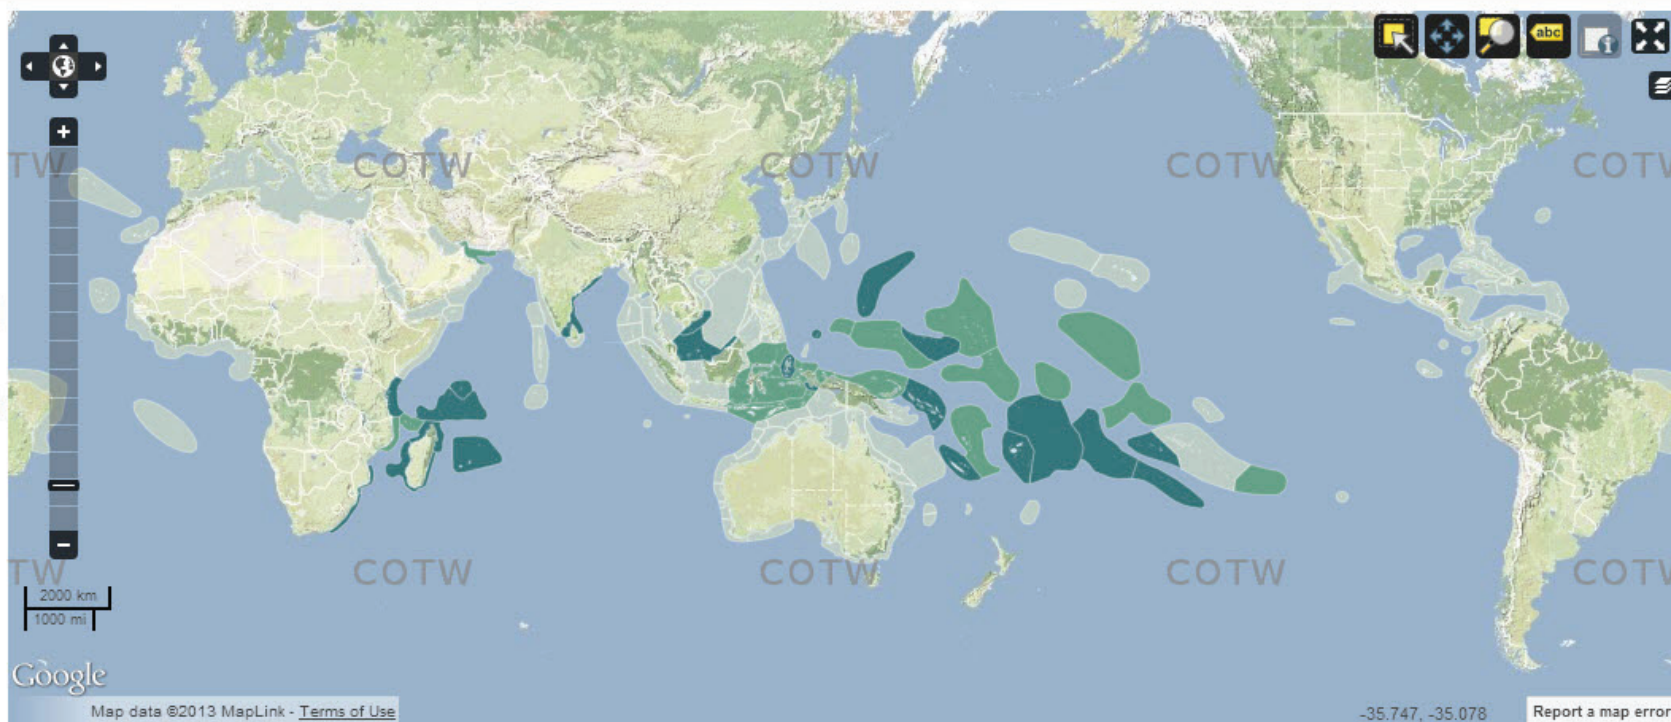 abc
TW COTW COTW COTW COTW
TW COTW COTW COTW COTW
2000 km
1000 mi
Google
Map data ©2013 MapLink - Terms of Use
-35.747, -35.078
Report a map error